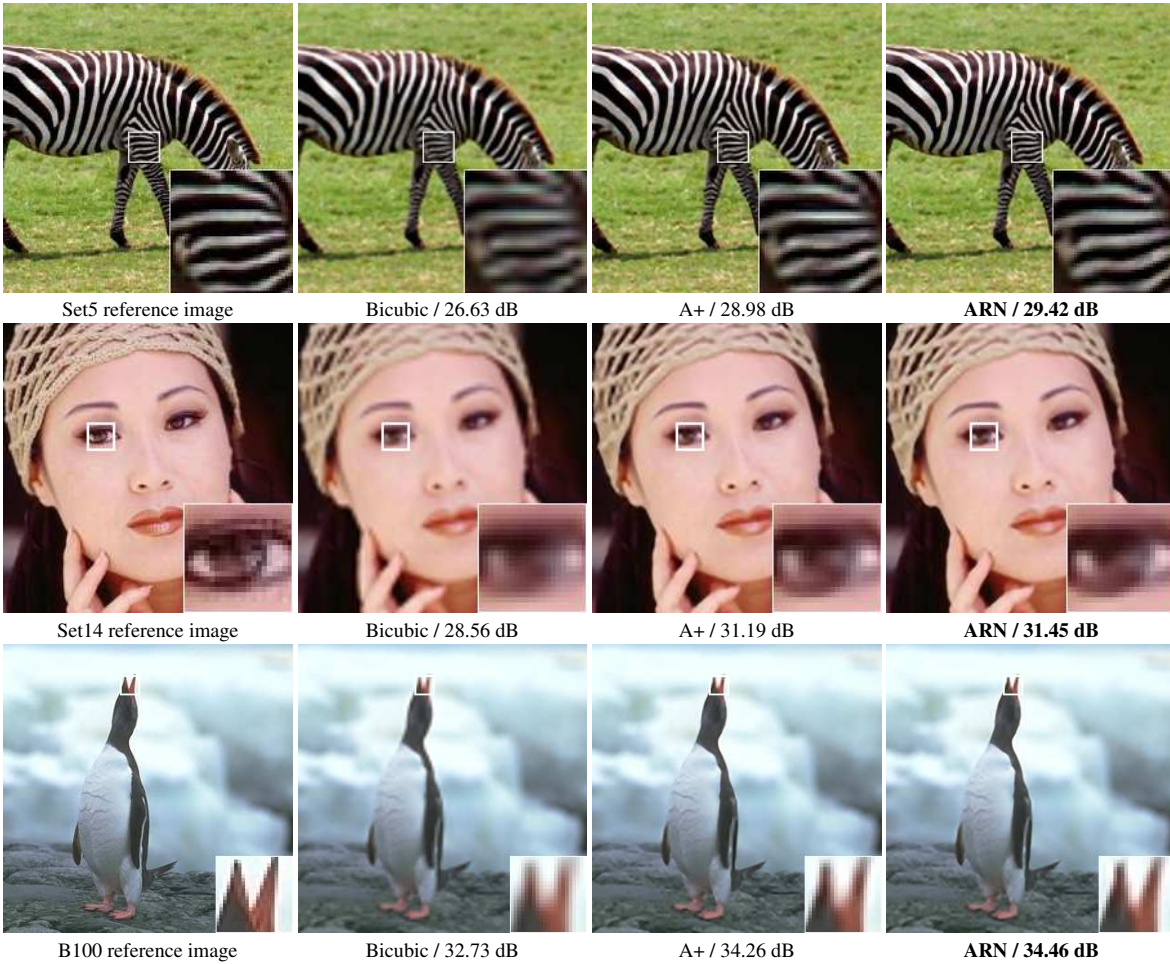 Set5 reference image
Bicubic / 26.63 dB
A+ / 28.98 dB
ARN / 29.42 dB
Set14 reference image
Bicubic / 28.56 dB
A+ / 31.19 dB
ARN / 31.45 dB
B100 reference image
Bicubic / 32.73 dB
A+ / 34.26 dB
ARN / 34.46 dB